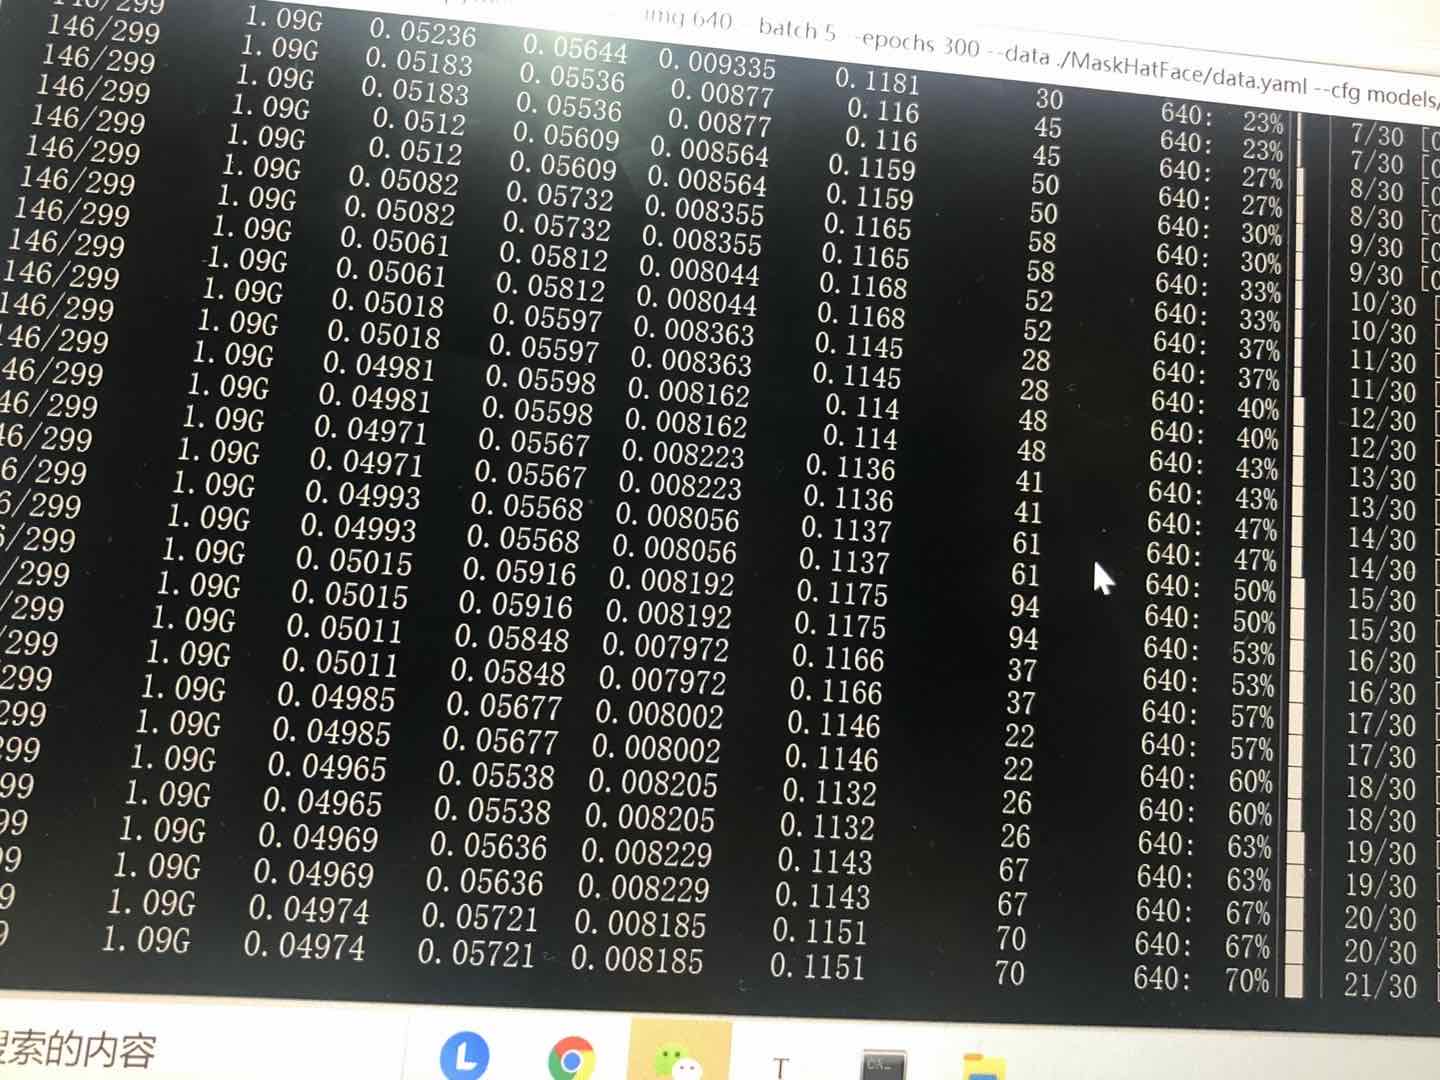 img 640 --batch 5 --epochs 300 --data ./MaskHatFace/data.yaml --cfg models/
146/299 1.09G 0.05236 0.05644 0.009335 0.1181 30 640: 23% 7/30 [0
146/299 1.09G 0.05183 0.05536 0.00877 0.116 45 640: 23% 7/30 [0
146/299 1.09G 0.05183 0.05536 0.00877 0.116 45 640: 27% 8/30 [0
146/299 1.09G 0.0512 0.05609 0.008564 0.1159 50 640: 27% 8/30 [0
146/299 1.09G 0.0512 0.05609 0.008564 0.1159 50 640: 30% 9/30 [0
146/299 1.09G 0.05082 0.05732 0.008355 0.1165 58 640: 30% 9/30 [0
146/299 1.09G 0.05082 0.05732 0.008355 0.1165 58 640: 33% 10/30 [
146/299 1.09G 0.05061 0.05812 0.008044 0.1168 52 640: 33% 10/30 [
146/299 1.09G 0.05061 0.05812 0.008044 0.1168 52 640: 37% 11/30 [
146/299 1.09G 0.05018 0.05597 0.008363 0.1145 28 640: 37% 11/30 [
146/299 1.09G 0.05018 0.05597 0.008363 0.1145 28 640: 40% 12/30 [
146/299 1.09G 0.04981 0.05598 0.008162 0.114 48 640: 40% 12/30 [
46/299 1.09G 0.04981 0.05598 0.008162 0.114 48 640: 43% 13/30 [
46/299 1.09G 0.04971 0.05567 0.008223 0.1136 41 640: 43% 13/30 [
46/299 1.09G 0.04971 0.05567 0.008223 0.1136 41 640: 47% 14/30 [
6/299 1.09G 0.04993 0.05568 0.008056 0.1137 61 640: 47% 14/30 [
6/299 1.09G 0.04993 0.05568 0.008056 0.1137 61 640: 50% 15/30 [
/299 1.09G 0.05015 0.05916 0.008192 0.1175 94 640: 50% 15/30 [
/299 1.09G 0.05015 0.05916 0.008192 0.1175 94 640: 53% 16/30 [
/299 1.09G 0.05011 0.05848 0.007972 0.1166 37 640: 53% 16/30 [
299 1.09G 0.05011 0.05848 0.007972 0.1166 37 640: 57% 17/30 [
299 1.09G 0.04985 0.05677 0.008002 0.1146 22 640: 57% 17/30 [
299 1.09G 0.04985 0.05677 0.008002 0.1146 22 640: 60% 18/30 [
299 1.09G 0.04965 0.05538 0.008205 0.1132 26 640: 60% 18/30 [
99 1.09G 0.04965 0.05538 0.008205 0.1132 26 640: 63% 19/30 [
99 1.09G 0.04969 0.05636 0.008229 0.1143 67 640: 63% 19/30 [
99 1.09G 0.04969 0.05636 0.008229 0.1143 67 640: 67% 20/30 [
9 1.09G 0.04974 0.05721 0.008185 0.1151 70 640: 67% 20/30 [
9 1.09G 0.04974 0.05721 0.008185 0.1151 70 640: 70% 21/30 [
搜索的内容